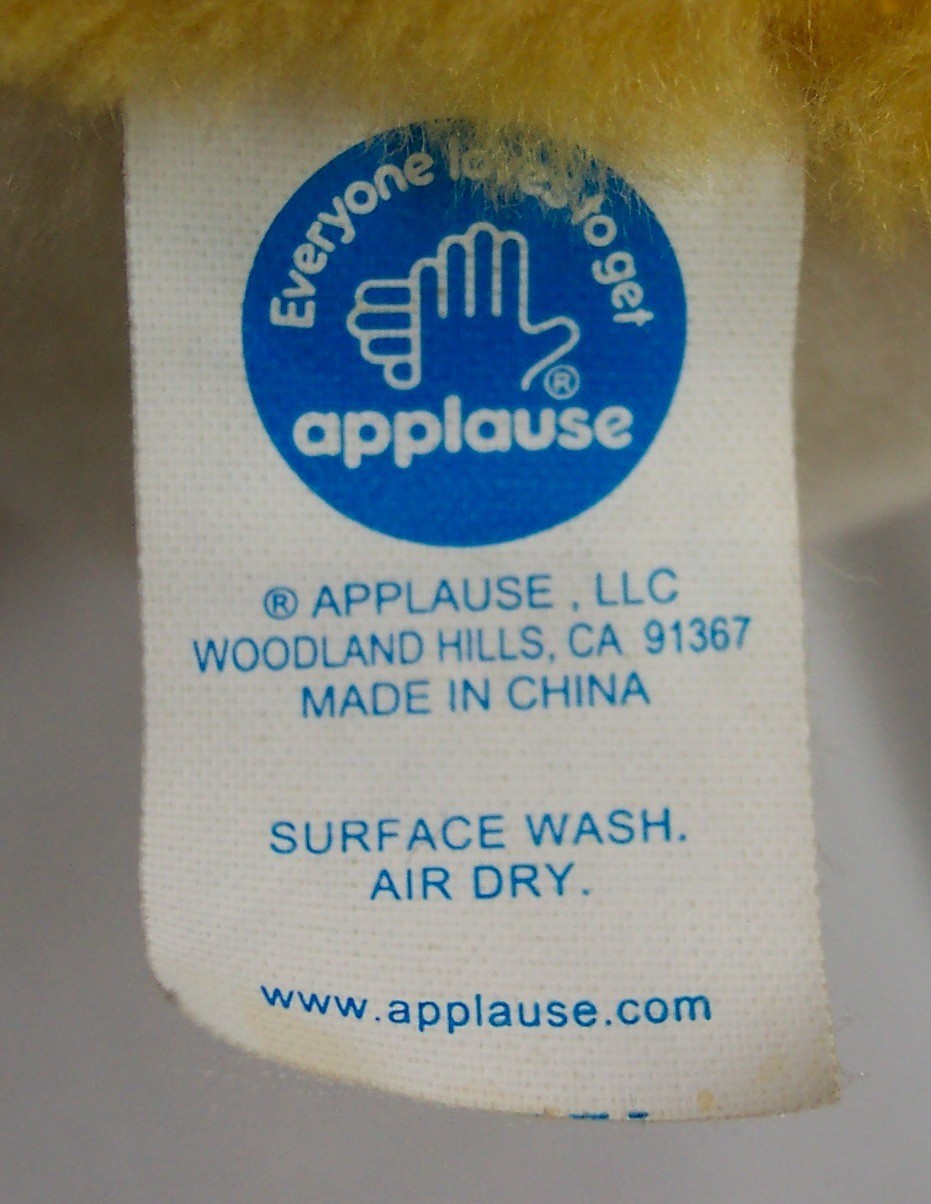 Everyone loves to get
®
applause
® APPLAUSE , LLC
WOODLAND HILLS, CA 91367
MADE IN CHINA
SURFACE WASH.
AIR DRY.
www.applause.com